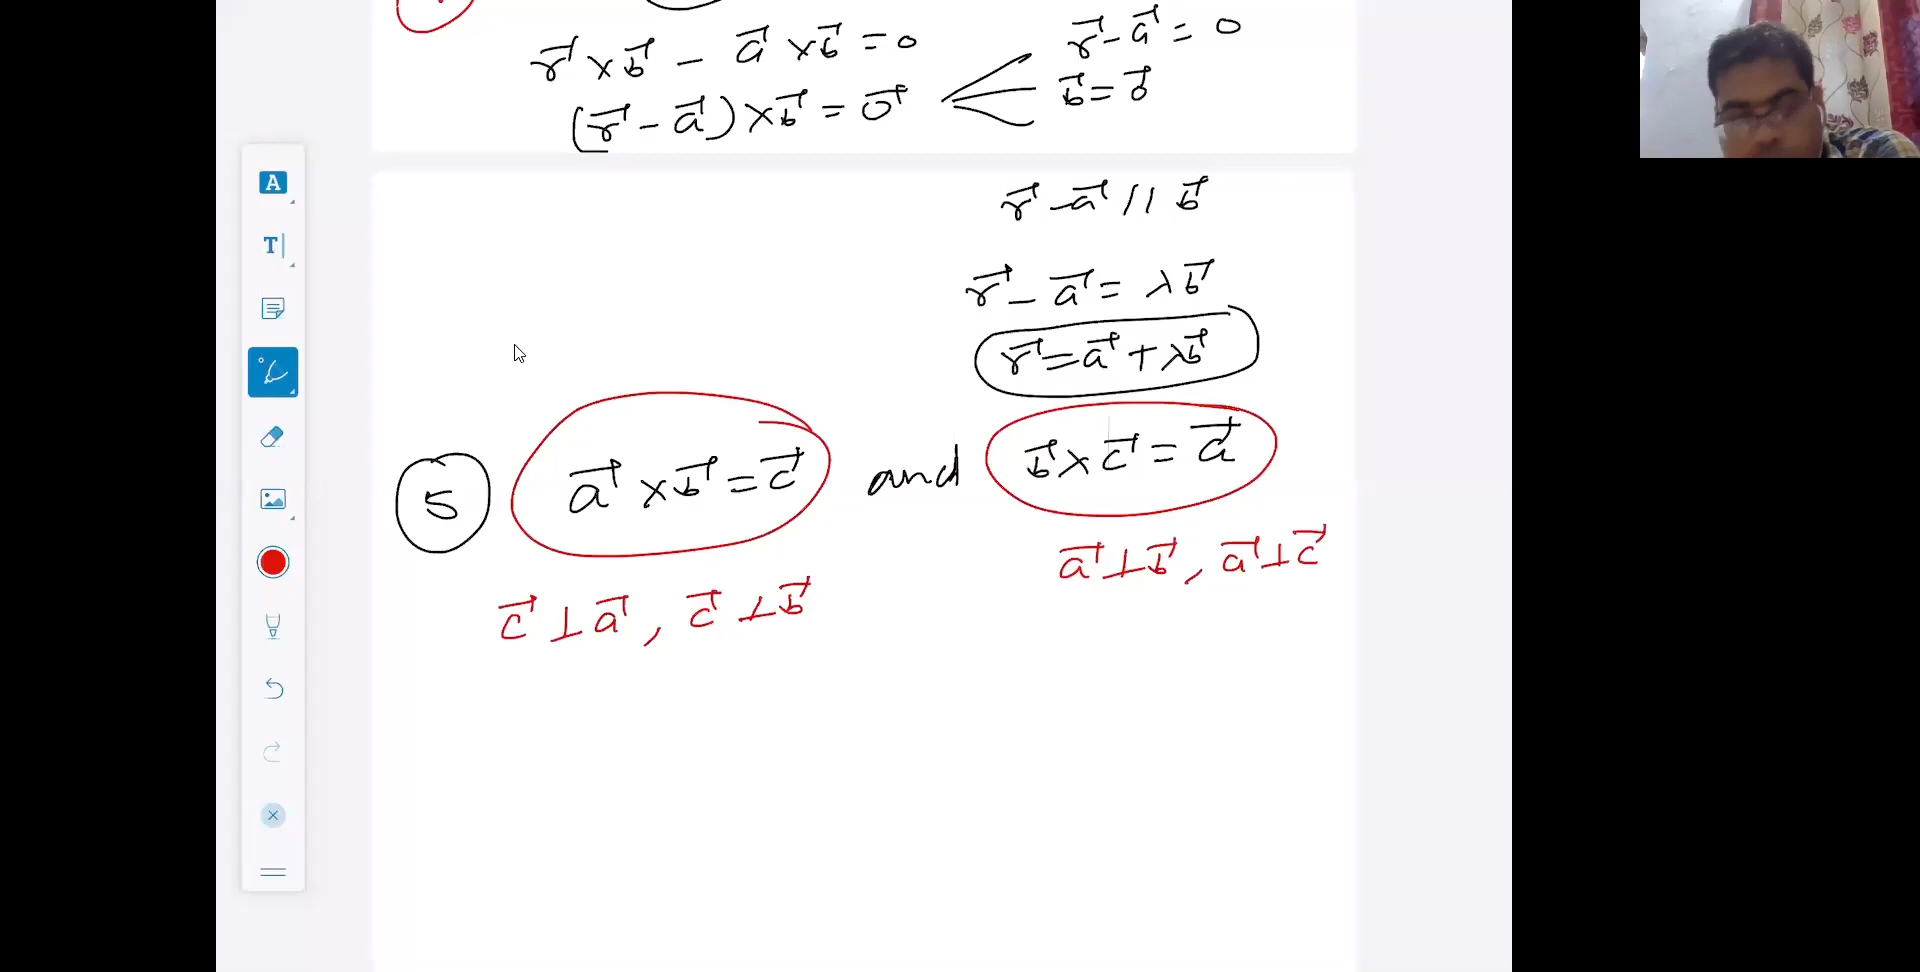 r⃗ × b⃗ − a⃗ × b⃗ = 0
(r⃗ − a⃗) × b⃗ = 0⃗
r⃗ − a⃗ = 0
b⃗ = 0⃗
r⃗ − a⃗ // b⃗
r⃗ − a⃗ = λb⃗
r⃗ = a⃗ + λb⃗
5 a⃗ × b⃗ = c⃗ and b⃗ × c⃗ = a⃗
c⃗ ⊥ a⃗, c⃗ ⊥ b⃗
a⃗ ⊥ b⃗, a⃗ ⊥ c⃗
A
T